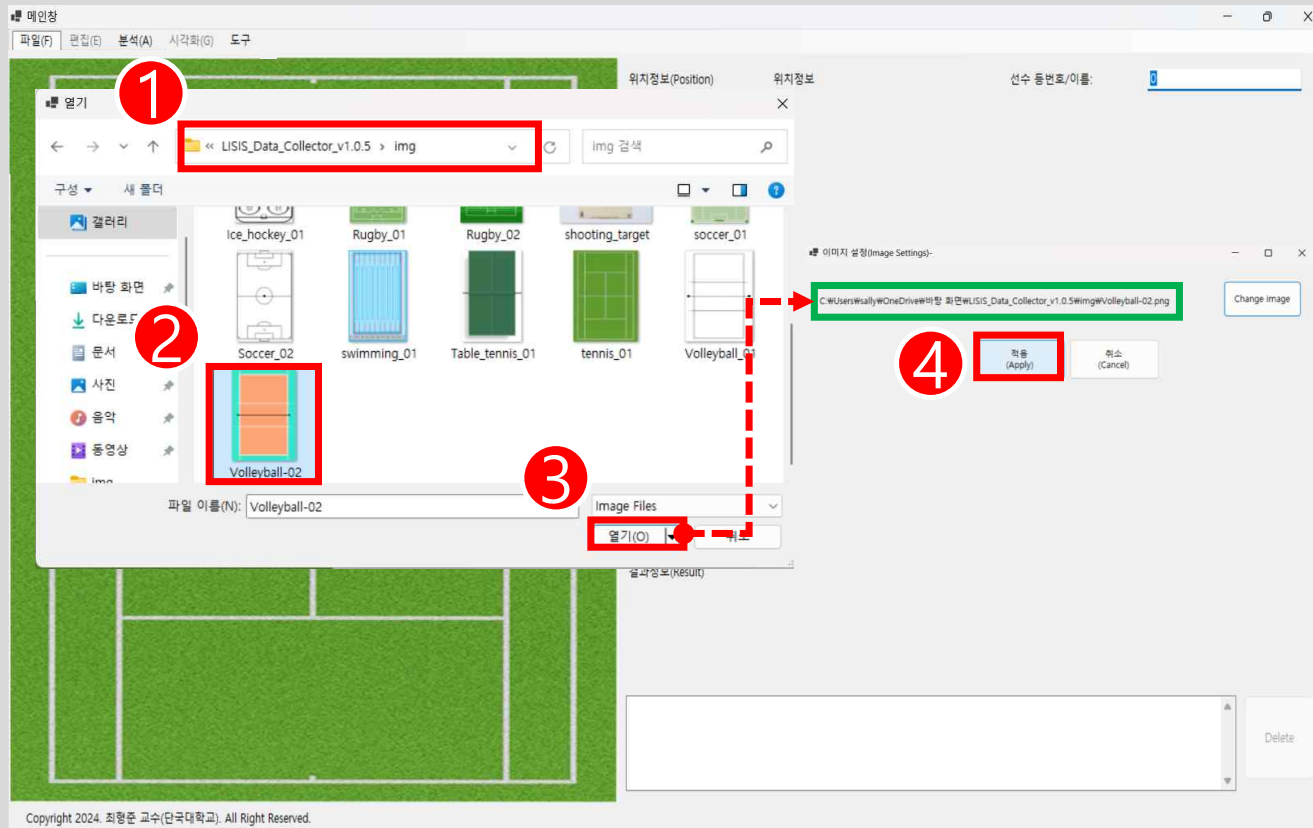 메인창
파일(F) 편집(E) 분석(A) 시각화(G) 도구
위치정보(Position) 위치정보 선수 등번호/이름: 0
1
열기
« LISIS_Data_Collector_v1.0.5 › img
img 검색
구성 새 폴더
갤러리
바탕 화면
문서
사진
음악
동영상
img
Ice_hockey_01 Rugby_01 Rugby_02 shooting_target soccer_01
Soccer_02 swimming_01 Table_tennis_01 tennis_01 Volleyball_01
2
Volleyball-02
파일 이름(N): Volleyball-02
Image Files
3
열기(O) 취소
이미지 설정(Image Settings)-
C:₩Users₩sally₩OneDrive₩바탕 화면₩LISIS_Data_Collector_v1.0.5₩img₩Volleyball-02.png
Change image
4
적용
(Apply)
취소
(Cancel)
결과정보(Result)
Delete
Copyright 2024. 최형준 교수(단국대학교). All Right Reserved.